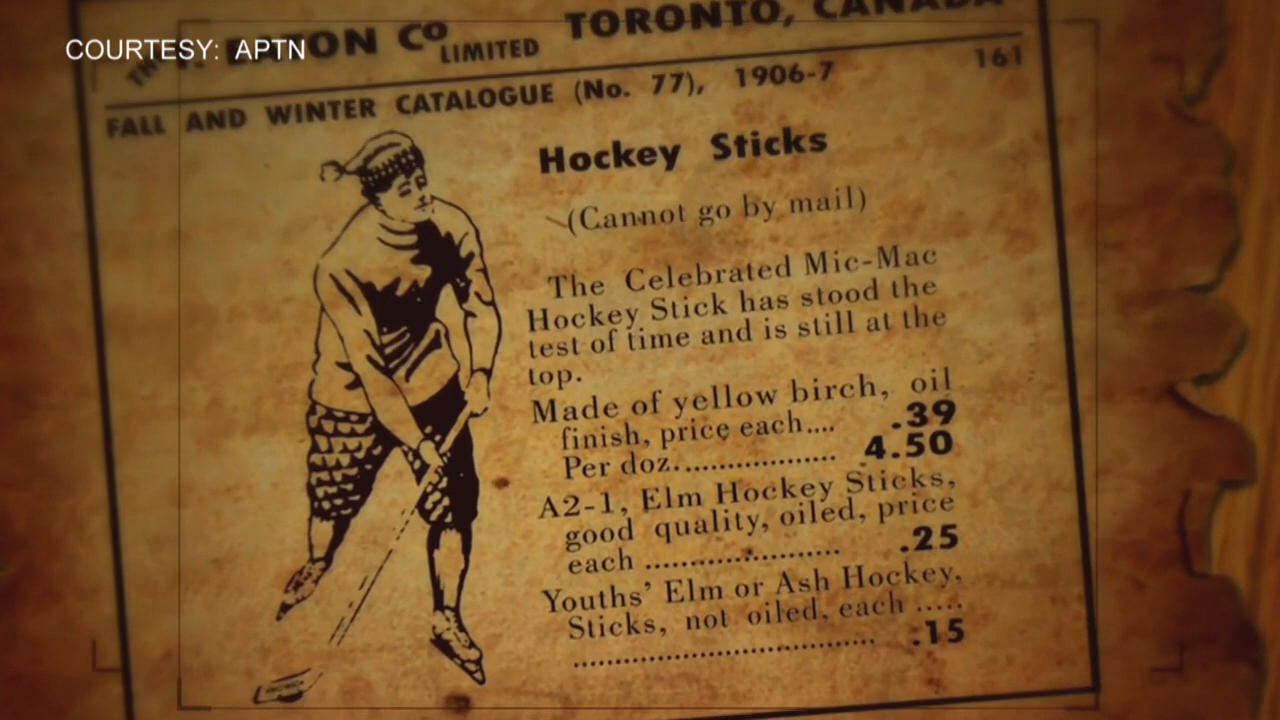 COURTESY: APTN
CO LIMITED TORONTO, CANADA
161
FALL AND WINTER CATALOGUE (No. 77), 1906-7
Hockey Sticks
(Cannot go by mail)
The Celebrated Mic-Mac
Hockey Stick has stood the
test of time and is still at the
top.
Made of yellow birch, oil
finish, price each.... .39
Per doz.................. 4.50
A2-1, Elm Hockey Sticks,
good quality, oiled, price
each ....................... .25
Youths' Elm or Ash Hockey,
Sticks, not oiled, each .....
.................................. .15